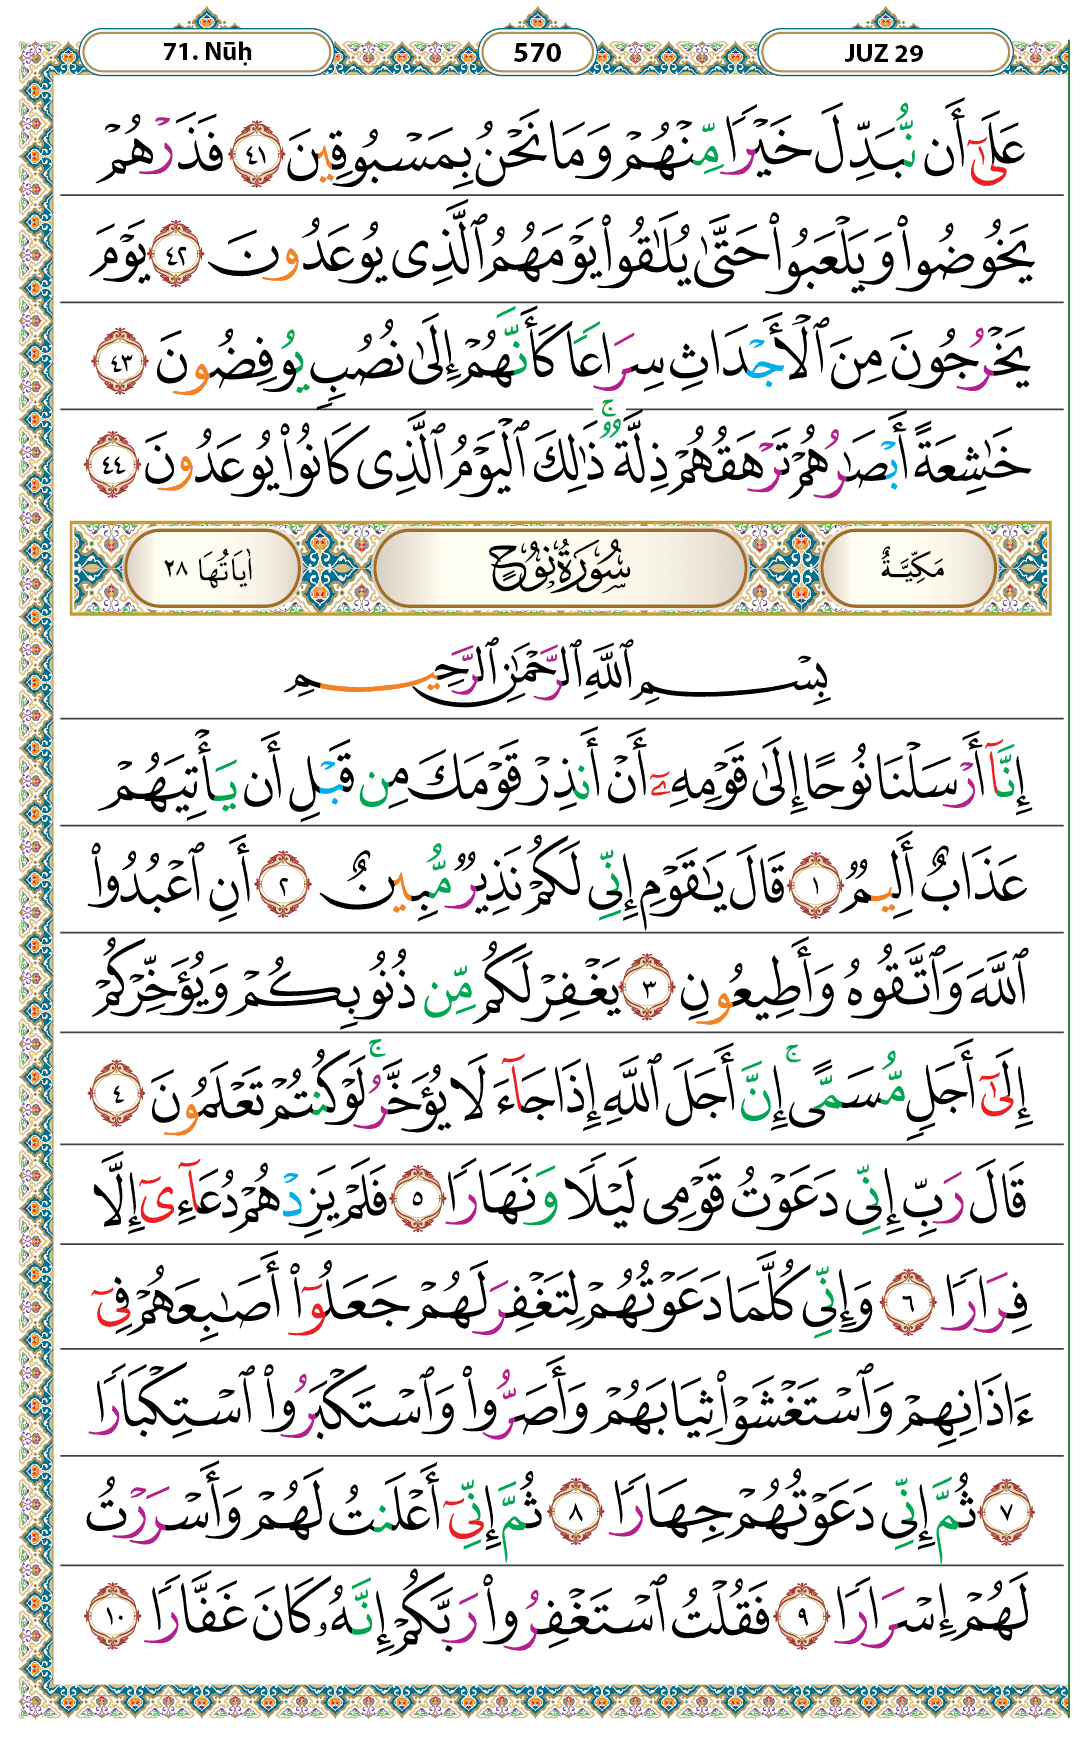 71. Nūḥ 570 JUZ 29
عَلَىٰٓ أَن نُّبَدِّلَ خَيْرًا مِّنْهُمْ وَمَا نَحْنُ بِمَسْبُوقِينَ ٤١ فَذَرْهُمْ
يَخُوضُوا۟ وَيَلْعَبُوا۟ حَتَّىٰ يُلَٰقُوا۟ يَوْمَهُمُ ٱلَّذِى يُوعَدُونَ ٤٢ يَوْمَ
يَخْرُجُونَ مِنَ ٱلْأَجْدَاثِ سِرَاعًا كَأَنَّهُمْ إِلَىٰ نُصُبٍ يُوفِضُونَ ٤٣
خَٰشِعَةً أَبْصَٰرُهُمْ تَرْهَقُهُمْ ذِلَّةٌ ۚ ذَٰلِكَ ٱلْيَوْمُ ٱلَّذِى كَانُوا۟ يُوعَدُونَ ٤٤
مَكِّيَّةٌ سُورَةُ نُوحٍ اٰيَاتُهَا ٢٨
بِسْمِ ٱللَّهِ ٱلرَّحْمَٰنِ ٱلرَّحِيمِ
إِنَّآ أَرْسَلْنَا نُوحًا إِلَىٰ قَوْمِهِۦٓ أَنْ أَنذِرْ قَوْمَكَ مِن قَبْلِ أَن يَأْتِيَهُمْ
عَذَابٌ أَلِيمٌ ١ قَالَ يَٰقَوْمِ إِنِّى لَكُمْ نَذِيرٌ مُّبِينٌ ٢ أَنِ ٱعْبُدُوا۟
ٱللَّهَ وَٱتَّقُوهُ وَأَطِيعُونِ ٣ يَغْفِرْ لَكُم مِّن ذُنُوبِكُمْ وَيُؤَخِّرْكُمْ
إِلَىٰٓ أَجَلٍ مُّسَمًّى ۚ إِنَّ أَجَلَ ٱللَّهِ إِذَا جَآءَ لَا يُؤَخَّرُ ۚ لَوْ كُنتُمْ تَعْلَمُونَ ٤
قَالَ رَبِّ إِنِّى دَعَوْتُ قَوْمِى لَيْلًا وَنَهَارًا ٥ فَلَمْ يَزِدْهُمْ دُعَآءِىٓ إِلَّا
فِرَارًا ٦ وَإِنِّى كُلَّمَا دَعَوْتُهُمْ لِتَغْفِرَ لَهُمْ جَعَلُوٓا۟ أَصَٰبِعَهُمْ فِىٓ
ءَاذَانِهِمْ وَٱسْتَغْشَوْا۟ ثِيَابَهُمْ وَأَصَرُّوا۟ وَٱسْتَكْبَرُوا۟ ٱسْتِكْبَارًا
٧ ثُمَّ إِنِّى دَعَوْتُهُمْ جِهَارًا ٨ ثُمَّ إِنِّىٓ أَعْلَنتُ لَهُمْ وَأَسْرَرْتُ
لَهُمْ إِسْرَارًا ٩ فَقُلْتُ ٱسْتَغْفِرُوا۟ رَبَّكُمْ إِنَّهُۥ كَانَ غَفَّارًا ١٠